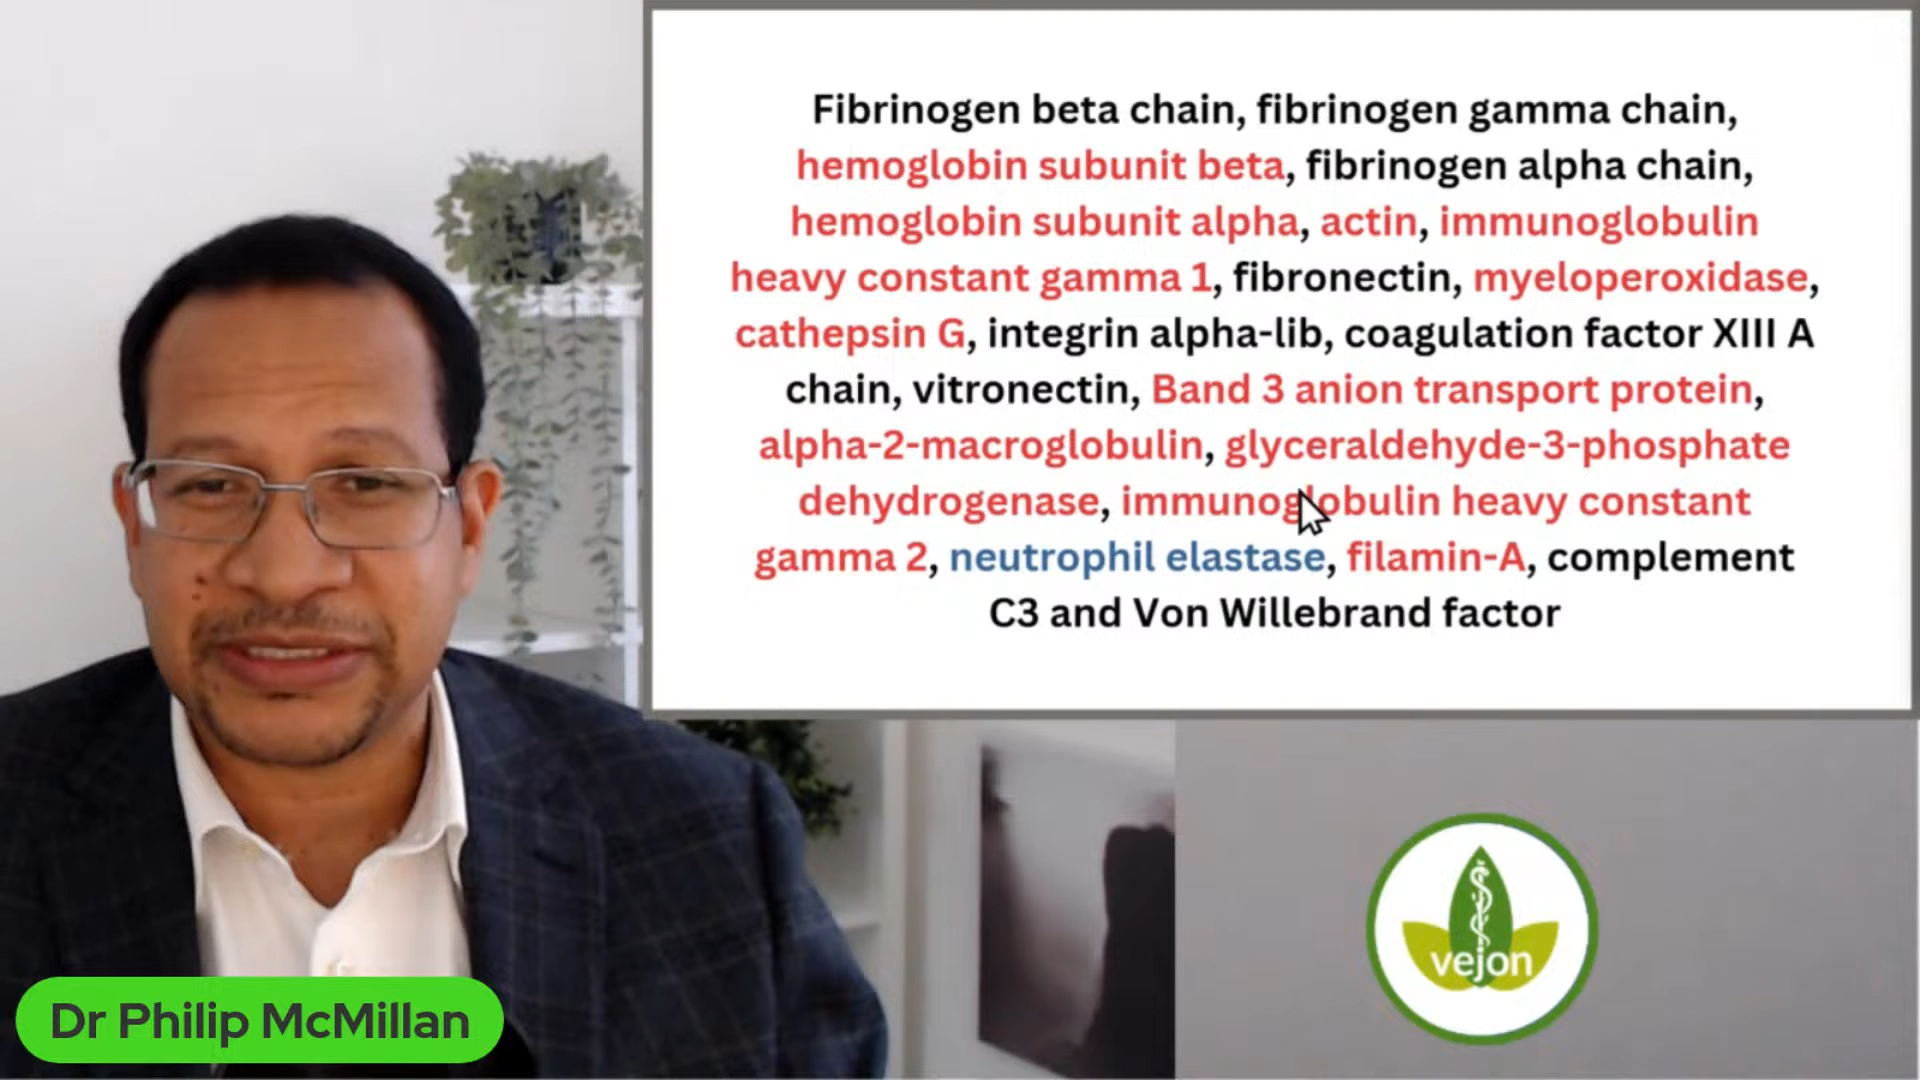 Fibrinogen beta chain, fibrinogen gamma chain,
hemoglobin subunit beta, fibrinogen alpha chain,
hemoglobin subunit alpha, actin, immunoglobulin
heavy constant gamma 1, fibronectin, myeloperoxidase,
cathepsin G, integrin alpha-lib, coagulation factor XIII A
chain, vitronectin, Band 3 anion transport protein,
alpha-2-macroglobulin, glyceraldehyde-3-phosphate
dehydrogenase, immunoglobulin heavy constant
gamma 2, neutrophil elastase, filamin-A, complement
C3 and Von Willebrand factor
vejon
Dr Philip McMillan